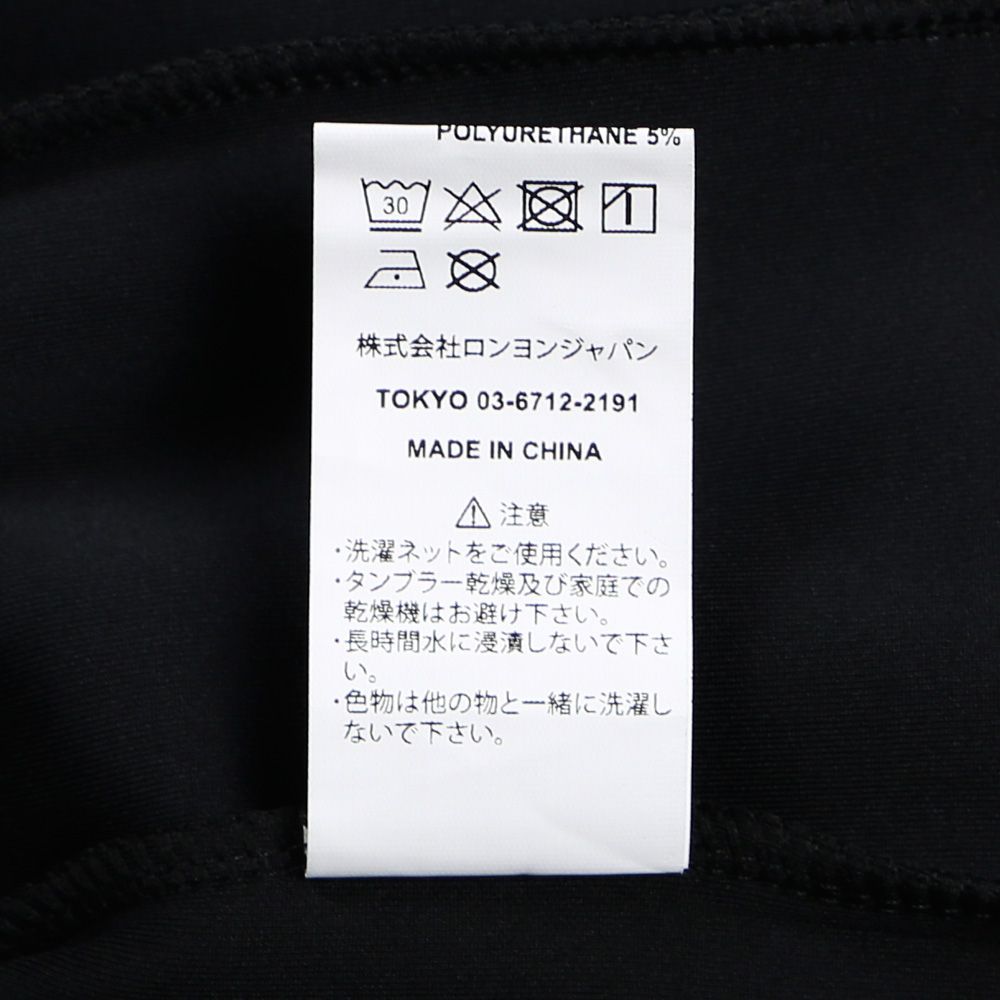 POLYURETHANE 5%
30
株式会社ロンヨンジャパン
TOKYO 03-6712-2191
MADE IN CHINA
注意
・洗濯ネットをご使用ください。
・タンブラー乾燥及び家庭での
乾燥機はお避け下さい。
・長時間水に浸漬しないで下さ
い。
・色物は他の物と一緒に洗濯し
ないで下さい。